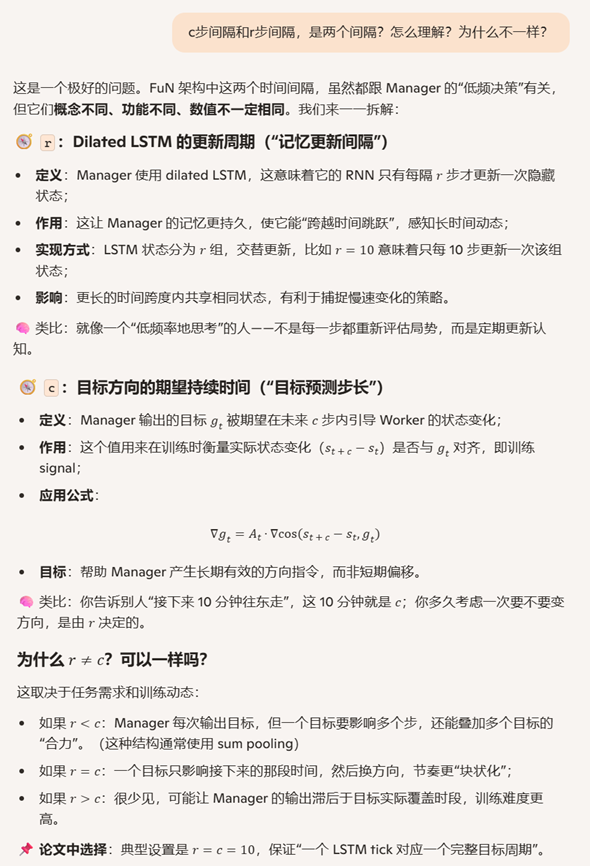 c步间隔和r步间隔，是两个间隔？怎么理解？为什么不一样？
这是一个极好的问题。FuN 架构中这两个时间间隔，虽然都跟 Manager 的“低频决策”有关，
但它们概念不同、功能不同、数值不一定相同。我们来一一拆解：
🧭 r：Dilated LSTM 的更新周期（“记忆更新间隔”）
• 定义：Manager 使用 dilated LSTM，这意味着它的 RNN 只有每隔 r 步才更新一次隐藏
状态；
• 作用：这让 Manager 的记忆更持久，使它能“跨越时间跳跃”，感知长时间动态；
• 实现方式：LSTM 状态分为 r 组，交替更新，比如 r = 10 意味着只每 10 步更新一次该组
状态；
• 影响：更长的时间跨度内共享相同状态，有利于捕捉慢速变化的策略。
🧠 类比：就像一个“低频率地思考”的人——不是每一步都重新评估局势，而是定期更新认
知。
🧭 c：目标方向的期望持续时间（“目标预测步长”）
• 定义：Manager 输出的目标 g_t 被期望在未来 c 步内引导 Worker 的状态变化；
• 作用：这个值用来在训练时衡量实际状态变化（s_{t+c} − s_t）是否与 g_t 对齐，即训练
signal；
• 应用公式：
∇g_t = A_t · ∇cos(s_{t+c} − s_t, g_t)
• 目标：帮助 Manager 产生长期有效的方向指令，而非短期偏移。
🧠 类比：你告诉别人“接下来 10 分钟往东走”，这 10 分钟就是 c；你多久考虑一次要不要变
方向，是由 r 决定的。
为什么 r ≠ c？可以一样吗？
这取决于任务需求和训练动态：
• 如果 r < c：Manager 每次输出目标，但一个目标要影响多个步，还能叠加多个目标的
“合力”。（这种结构通常使用 sum pooling）
• 如果 r = c：一个目标只影响接下来的那段时间，然后换方向，节奏更“块状化”；
• 如果 r > c：很少见，可能让 Manager 的输出滞后于目标实际覆盖时段，训练难度更
高。
📌 论文中选择：典型设置是 r = c = 10，保证“一个 LSTM tick 对应一个完整目标周期”。